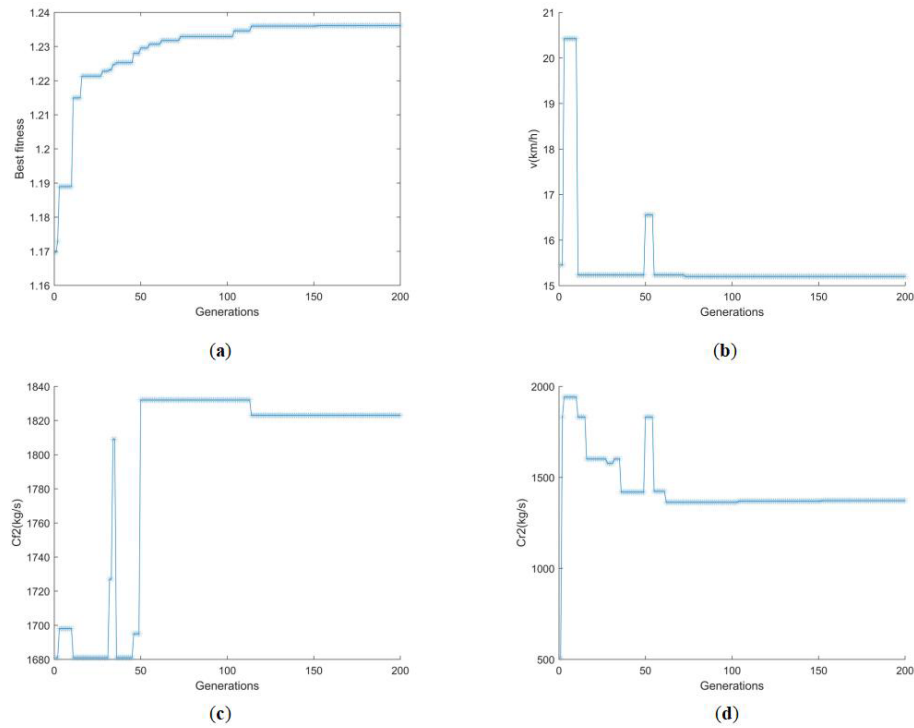 1.24
1.23
1.22
1.21
1.2
1.19
1.18
1.17
1.16
Best fitness
0 50 100 150 200
Generations
(a)
21
20
19
18
17
16
15
v(km/h)
0 50 100 150 200
Generations
(b)
1840
1820
1800
1780
1760
1740
1720
1700
1680
Cf2(kg/s)
0 50 100 150 200
Generations
(c)
2000
1500
1000
500
Cr2(kg/s)
0 50 100 150 200
Generations
(d)